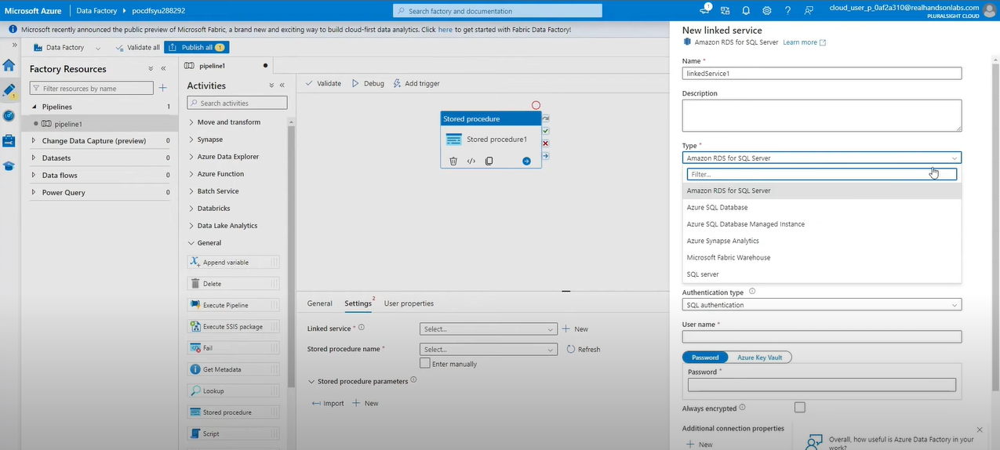 Microsoft Azure
Data Factory
pocdfsyu288292
Search factory and documentation
1
cloud_user_p_0af2a310@realhandsonlabs.com
PLURALSIGHT CLOUD
Microsoft recently announced the public preview of Microsoft Fabric, a brand new and exciting way to build cloud-first data analytics. Click here to get started with Fabric Data Factory!
Data Factory
Validate all
Publish all 1
Factory Resources
Filter resources by name
Pipelines 1
pipeline1
Change Data Capture (preview) 0
Datasets 0
Data flows 0
Power Query 0
pipeline1
Activities
Search activities
Move and transform
Synapse
Azure Data Explorer
Azure Function
Batch Service
Databricks
Data Lake Analytics
General
Append variable
Delete
Execute Pipeline
Execute SSIS package
Fail
Get Metadata
Lookup
Stored procedure
Script
Validate
Debug
Add trigger
Stored procedure
Stored procedure1
General
Settings 2
User properties
Linked service *
Select...
New
Stored procedure name *
Select...
Refresh
Enter manually
Stored procedure parameters
Import
New
New linked service
Amazon RDS for SQL Server Learn more
Name *
linkedService1
Description
Type *
Amazon RDS for SQL Server
Filter...
Amazon RDS for SQL Server
Azure SQL Database
Azure SQL Database Managed Instance
Azure Synapse Analytics
Microsoft Fabric Warehouse
SQL server
Authentication type
SQL authentication
User name *
Password
Azure Key Vault
Password *
Always encrypted
Additional connection properties
New
Overall, how useful is Azure Data Factory in your
work?